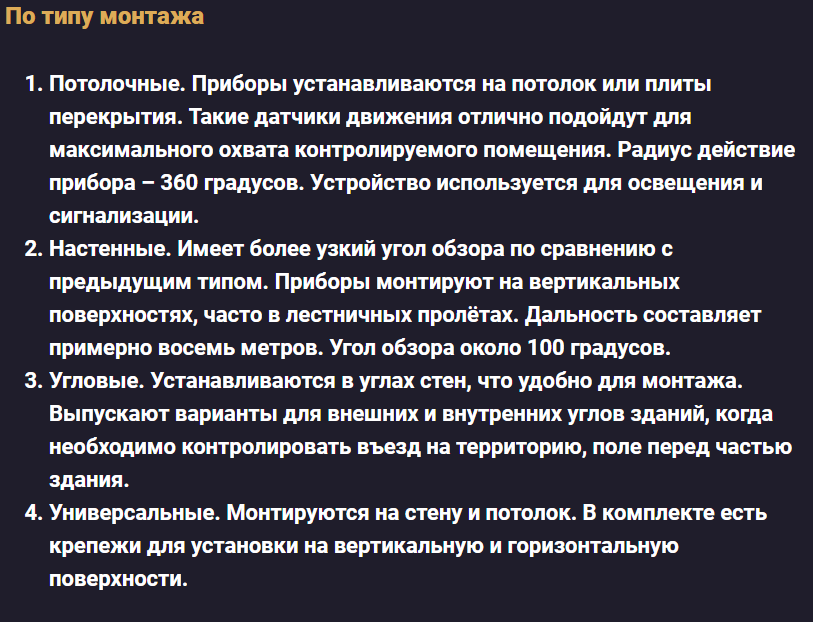 По типу монтажа
1. Потолочные. Приборы устанавливаются на потолок или плиты
перекрытия. Такие датчики движения отлично подойдут для
максимального охвата контролируемого помещения. Радиус действие
прибора – 360 градусов. Устройство используется для освещения и
сигнализации.
2. Настенные. Имеет более узкий угол обзора по сравнению с
предыдущим типом. Приборы монтируют на вертикальных
поверхностях, часто в лестничных пролётах. Дальность составляет
примерно восемь метров. Угол обзора около 100 градусов.
3. Угловые. Устанавливаются в углах стен, что удобно для монтажа.
Выпускают варианты для внешних и внутренних углов зданий, когда
необходимо контролировать въезд на территорию, поле перед частью
здания.
4. Универсальные. Монтируются на стену и потолок. В комплекте есть
крепежи для установки на вертикальную и горизонтальную
поверхности.